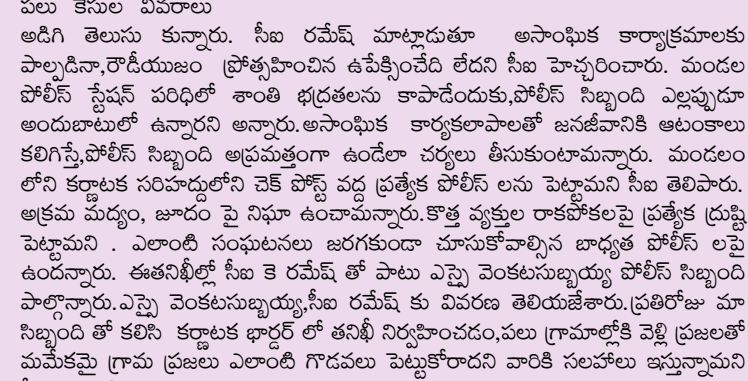 పలు కేసుల వివరాలు
అడిగి తెలుసు కున్నారు. సీఐ రమేష్ మాట్లాడుతూ అసాంఘిక కార్యాక్రమాలకు
పాల్పడినా,రౌడీయుజం ప్రోత్సహించిన ఉపేక్సించేది లేదని సీఐ హెచ్చరించారు. మండల
పోలీస్ స్టేషన్ పరిధిలో శాంతి భద్రతలను కాపాడేందుకు,పోలీస్ సిబ్బంది ఎల్లప్పుడూ
అందుబాటులో ఉన్నారని అన్నారు.అసాంఘిక కార్యకలాపాలతో జనజీవానికి ఆటంకాలు
కలిగిస్తే,పోలీస్ సిబ్బంది అప్రమత్తంగా ఉండేలా చర్యలు తీసుకుంటామన్నారు. మండలం
లోని కర్ణాటక సరిహద్దులోని చెక్ పోస్ట్ వద్ద ప్రత్యేక పోలీస్ లను పెట్టామని సీఐ తెలిపారు.
అక్రమ మద్యం, జూదం పై నిఘా ఉంచామన్నారు.కొత్త వ్యక్తుల రాకపోకలపై ప్రత్యేక ద్రుష్టి
పెట్టామని . ఎలాంటి సంఘటనలు జరగకుండా చూసుకోవాల్సిన బాధ్యత పోలీస్ లపై
ఉందన్నారు. ఈతనిఖీల్లో సీఐ కె రమేష్ తో పాటు ఎస్సై వెంకటసుబ్బయ్య పోలీస్ సిబ్బంది
పాల్గొన్నారు.ఎస్సై వెంకటసుబ్బయ్య,సీఐ రమేష్ కు వివరణ తెలియజేశారు.ప్రతిరోజు మా
సిబ్బంది తో కలిసి కర్ణాటక భార్డర్ లో తనిఖీ నిర్వహించడం,పలు గ్రామాల్లోకి వెళ్లి ప్రజలతో
మమేకమై గ్రామ ప్రజలు ఎలాంటి గొడవలు పెట్టుకోరాదని వారికి సలహాలు ఇస్తున్నామని